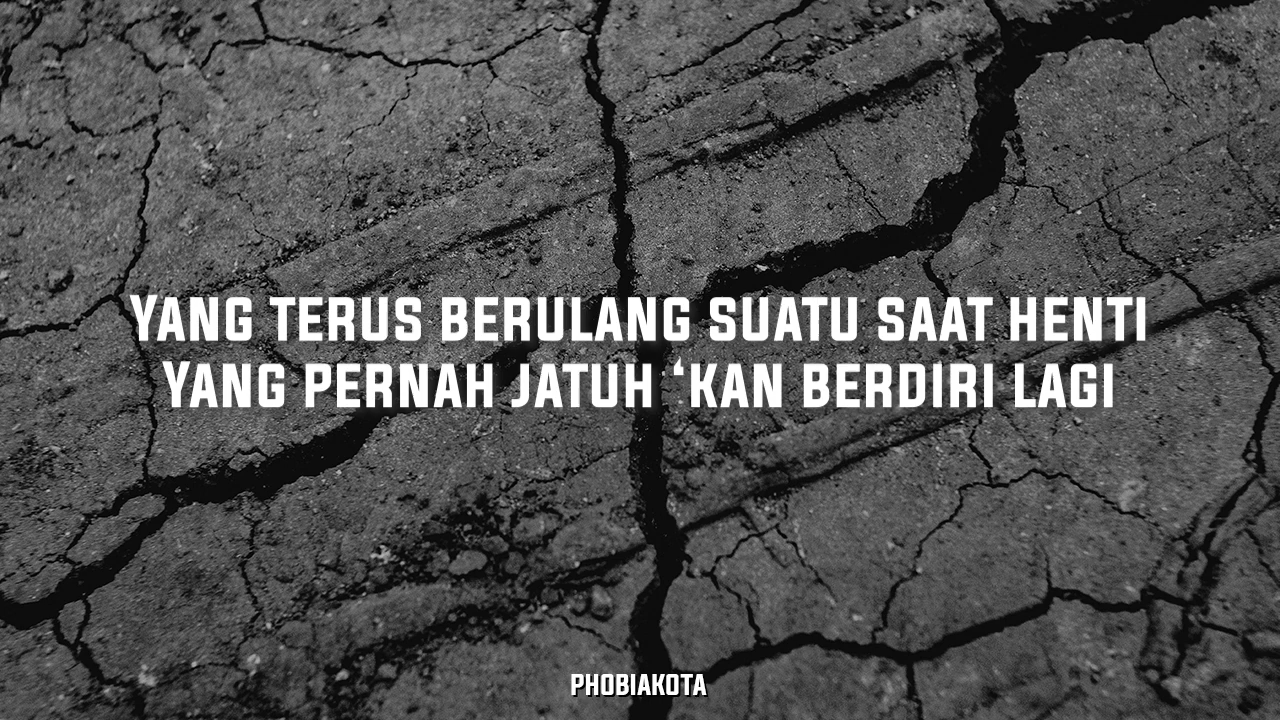 Yang terus berulang suatu saat henti
Yang pernah jatuh ‘kan berdiri lagi
PHOBIAKOTA